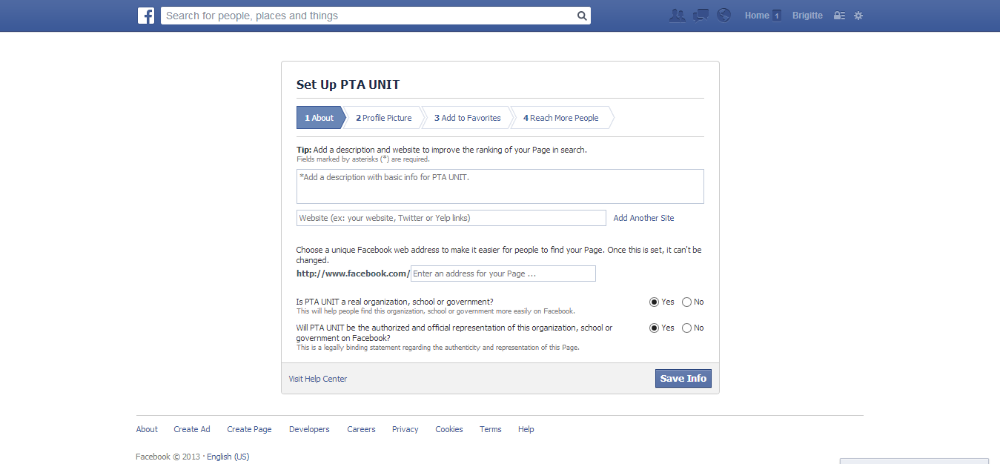 f Search for people, places and things Home 1 Brigitte
Set Up PTA UNIT
1 About 2 Profile Picture 3 Add to Favorites 4 Reach More People
Tip: Add a description and website to improve the ranking of your Page in search.
Fields marked by asterisks (*) are required.
*Add a description with basic info for PTA UNIT.
Website (ex: your website, Twitter or Yelp links) Add Another Site
Choose a unique Facebook web address to make it easier for people to find your Page. Once this is set, it can't be
changed.
http://www.facebook.com/ Enter an address for your Page ...
Is PTA UNIT a real organization, school or government? Yes No
This will help people find this organization, school or government more easily on Facebook.
Will PTA UNIT be the authorized and official representation of this organization, school or Yes No
government on Facebook?
This is a legally binding statement regarding the authenticity and representation of this Page.
Visit Help Center Save Info
About Create Ad Create Page Developers Careers Privacy Cookies Terms Help
Facebook © 2013 · English (US)